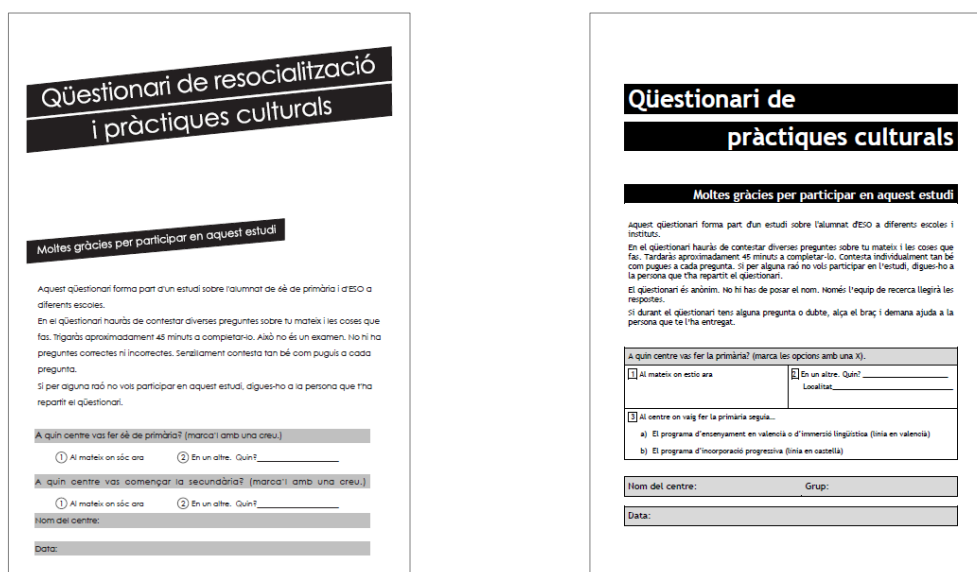 Qüestionari de resocialització
i pràctiques culturals
Moltes gràcies per participar en aquest estudi
Aquest qüestionari forma part d'un estudi sobre l'alumnat de 6è de primària i d'ESO a
diferents escoles.
En el qüestionari hauràs de contestar diverses preguntes sobre tu mateix i les coses que
fas. Trigaràs aproximadament 45 minuts a completar-lo. Això no és un examen. No hi ha
preguntes correctes ni incorrectes. Senzillament contesta tan bé com puguis a cada
pregunta.
Si per alguna raó no vols participar en aquest estudi, digues-ho a la persona que t'ha
repartit el qüestionari.
A quin centre vas fer 6è de primària? (marca'l amb una creu.)
1 Al mateix on sóc ara 2 En un altre. Quin?
A quin centre vas començar la secundària? (marca'l amb una creu.)
1 Al mateix on sóc ara 2 En un altre. Quin?
Nom del centre:
Data:
Qüestionari de
pràctiques culturals
Moltes gràcies per participar en aquest estudi
Aquest qüestionari forma part d'un estudi sobre l'alumnat d'ESO a diferents escoles i
instituts.
En el qüestionari hauràs de contestar diverses preguntes sobre tu mateix i les coses que
fas. Tardaràs aproximadament 45 minuts a completar-lo. Contesta individualment tan bé
com pugues a cada pregunta. Si per alguna raó no vols participar en l'estudi, digues-ho a
la persona que t'ha repartit el qüestionari.
El qüestionari és anònim. No hi has de posar el nom. Només l'equip de recerca llegirà les
respostes.
Si durant el qüestionari tens alguna pregunta o dubte, alça el braç i demana ajuda a la
persona que te l'ha entregat.
A quin centre vas fer la primària? (marca les opcions amb una X).
1 Al mateix on estic ara 2 En un altre. Quin?
Localitat
3 Al centre on vaig fer la primària seguia...
a) El programa d'ensenyament en valencià o d'immersió lingüística (línia en valencià)
b) El programa d'incorporació progressiva (línia en castellà)
Nom del centre: Grup:
Data: